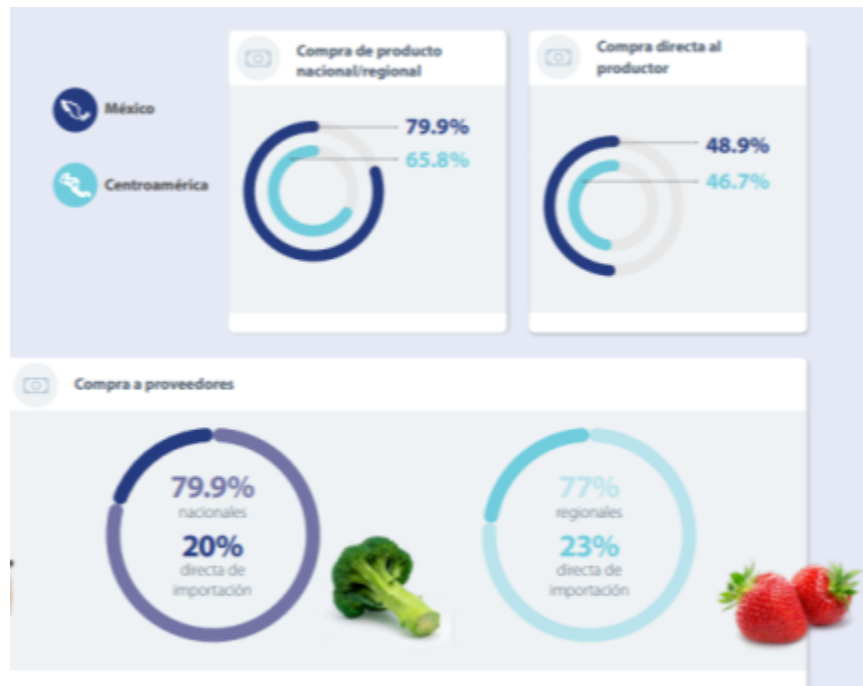 México
Centroamérica
Compra de producto
nacional/regional
79.9%
65.8%
Compra directa al
productor
48.9%
46.7%
Compra a proveedores
79.9%
nacionales
20%
directa de
importación
77%
regionales
23%
directa de
importación